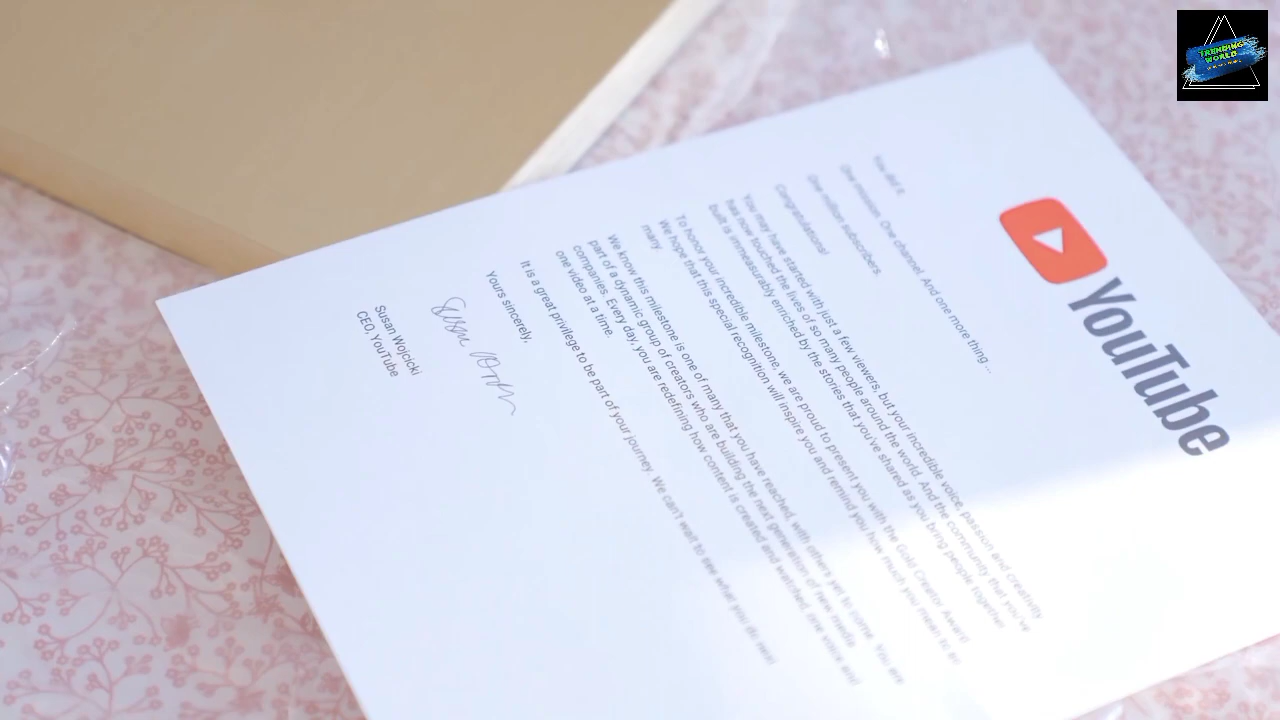 TRENDING
WORLD
YouTube
You did it.
One mission. One channel. And one more thing ...
One million subscribers.
Congratulations!
You may have started with just a few viewers, but your incredible voice, passion and creativity
has now touched the lives of so many people around the world. And the community that you've
built is immeasurably enriched by the stories that you've shared as you bring people together.
To honor your incredible milestone, we are proud to present you with the Gold Creator Award.
We hope that this special recognition will inspire you and remind you how much you mean to so
many.
We know this milestone is one of many that you have reached, with others yet to come. You are
part of a dynamic group of creators who are building the next generation of new media
companies. Every day, you are redefining how content is created and watched, one voice and
one video at a time.
It is a great privilege to be part of your journey. We can't wait to see what you do next.
Yours sincerely,
Susan Wojcicki
CEO, YouTube